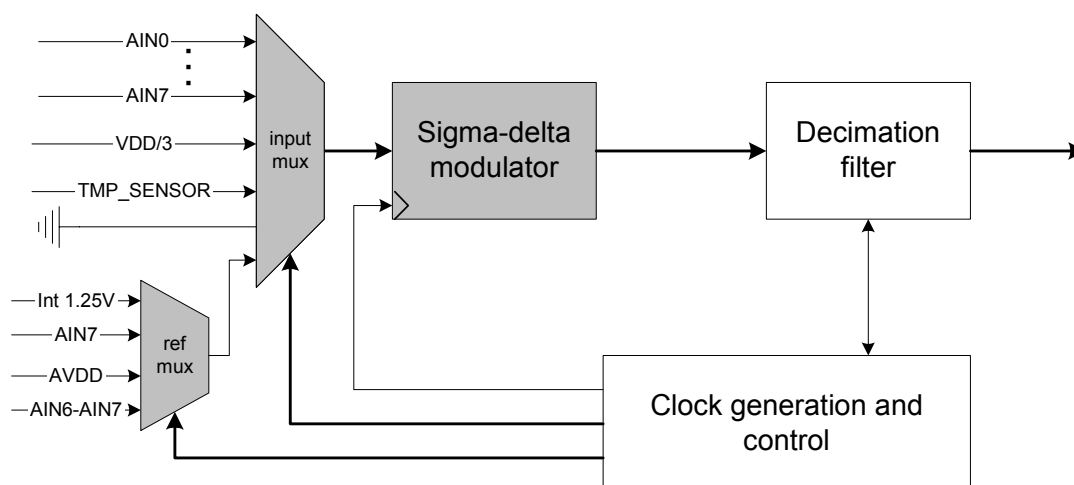 AIN0
AIN7
VDD/3
TMP_SENSOR
input
mux
Sigma-delta
modulator
Decimation
filter
Int 1.25V
AIN7
AVDD
AIN6-AIN7
ref
mux
Clock generation and
control